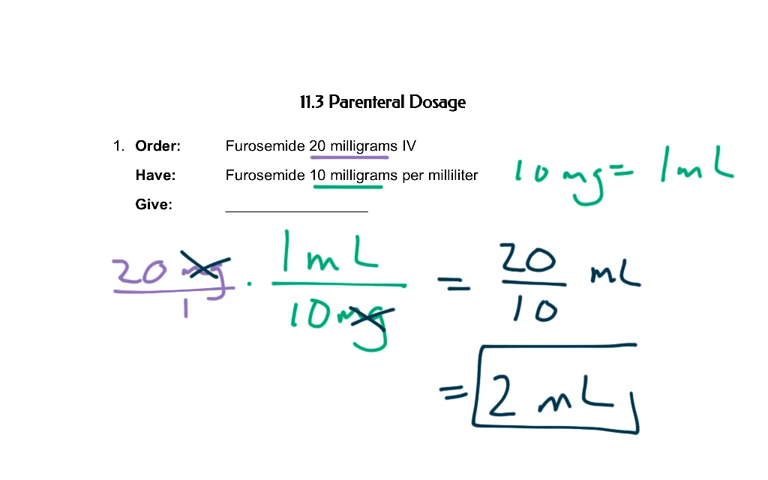 11.3 Parenteral Dosage
1. Order: Furosemide 20 milligrams IV
Have: Furosemide 10 milligrams per milliliter
10 mg = 1 mL
Give: ____________________
20 mg / 1 · 1 mL / 10 mg = 20 / 10 mL
= 2 mL